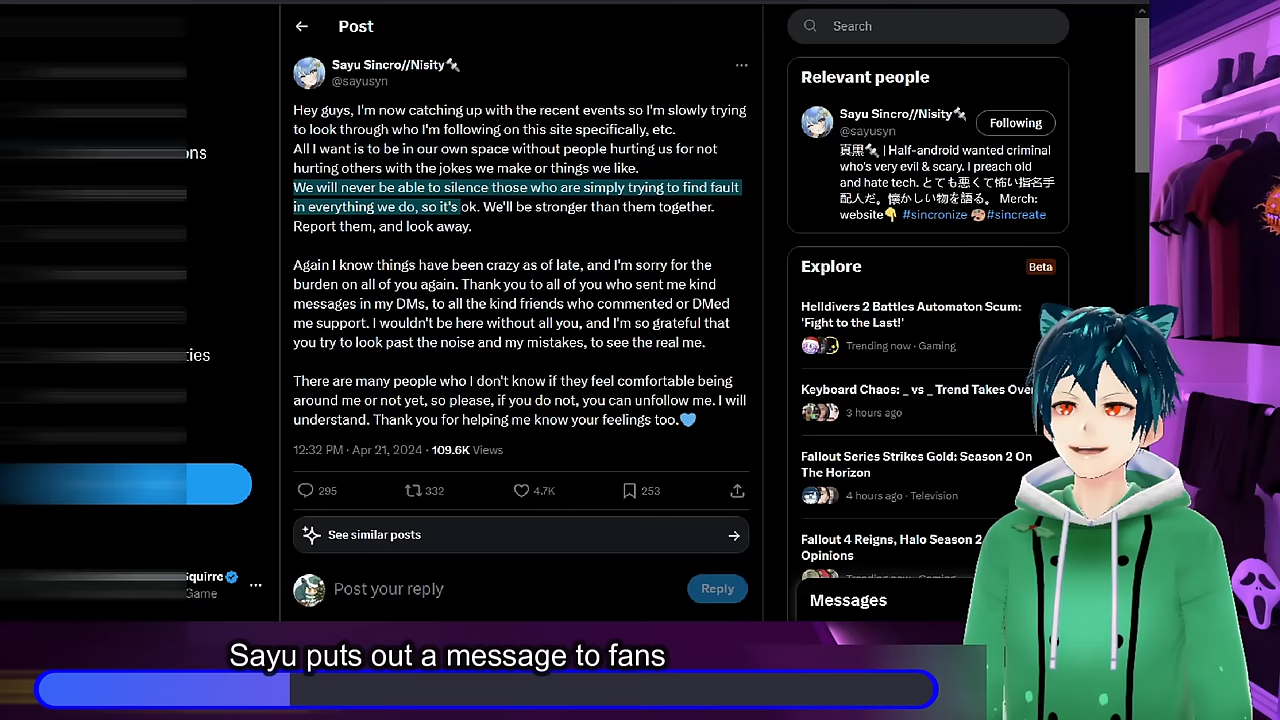 Post
Search
Sayu Sincro//Nisity🔩
@sayusyn
Hey guys, I'm now catching up with the recent events so I'm slowly trying
to look through who I'm following on this site specifically, etc.
All I want is to be in our own space without people hurting us for not
hurting others with the jokes we make or things we like.
We will never be able to silence those who are simply trying to find fault
in everything we do, so it's ok. We'll be stronger than them together.
Report them, and look away.
Again I know things have been crazy as of late, and I'm sorry for the
burden on all of you again. Thank you to all of you who sent me kind
messages in my DMs, to all the kind friends who commented or DMed
me support. I wouldn't be here without all you, and I'm so grateful that
you try to look past the noise and my mistakes, to see the real me.
There are many people who I don't know if they feel comfortable being
around me or not yet, so please, if you do not, you can unfollow me. I will
understand. Thank you for helping me know your feelings too.💙
12:32 PM · Apr 21, 2024 · 109.6K Views
295 332 4.7K 253
See similar posts
Post your reply
Reply
Relevant people
Sayu Sincro//Nisity🔩
@sayusyn
Following
真黒🔩 | Half-android wanted criminal
who's very evil & scary. I preach old
and hate tech. とても悪くて怖い指名手
配人だ。懐かしい物を語る。 Merch:
website👇 #sincronize 🎨#sincreate
Explore
Beta
Helldivers 2 Battles Automaton Scum:
'Fight to the Last!'
Trending now · Gaming
Keyboard Chaos: _ vs _ Trend Takes Over
3 hours ago
Fallout Series Strikes Gold: Season 2 On
The Horizon
4 hours ago · Television
Fallout 4 Reigns, Halo Season 2
Opinions
Messages
ons
ties
Squirre
Game
Sayu puts out a message to fans